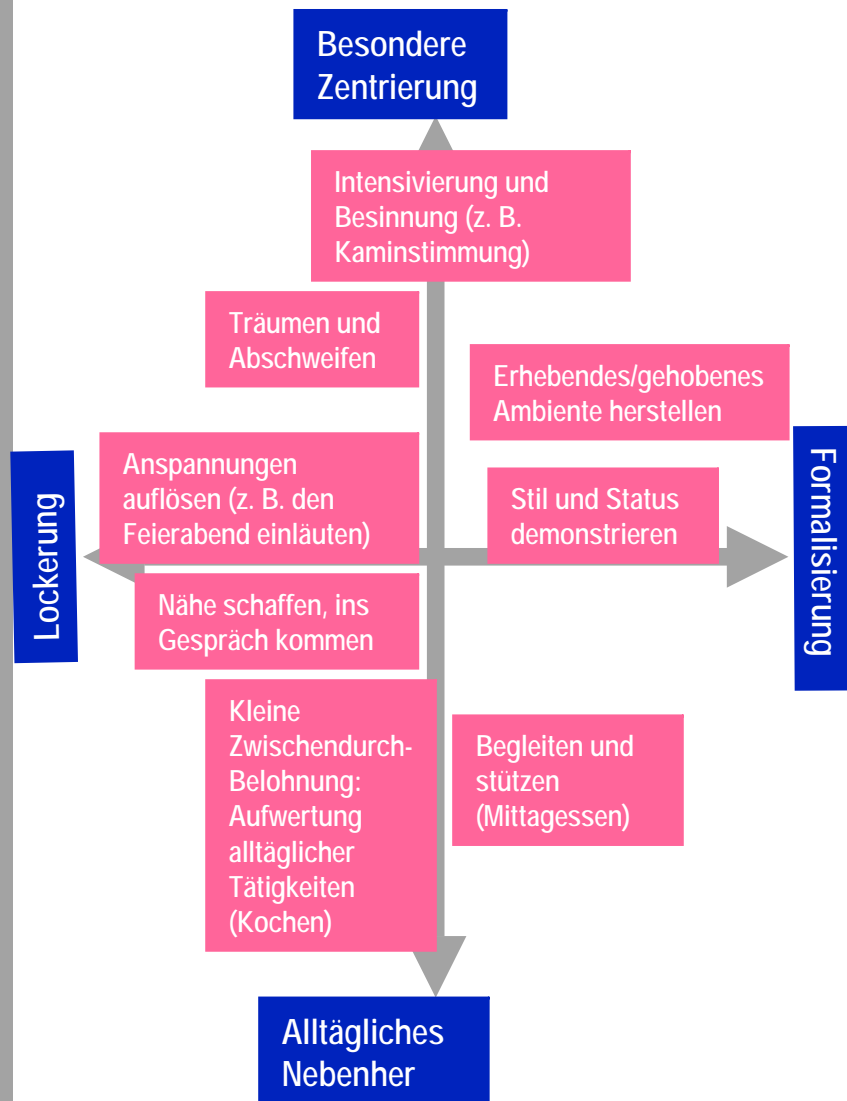 Besondere
Zentrierung
Intensivierung und
Besinnung (z. B.
Kaminstimmung)
Träumen und
Abschweifen
Erhebendes/gehobenes
Ambiente herstellen
Anspannungen
auflösen (z. B. den
Feierabend einläuten)
Stil und Status
demonstrieren
Lockerung
Formalisierung
Nähe schaffen, ins
Gespräch kommen
Kleine
Zwischendurch-
Belohnung:
Aufwertung
alltäglicher
Tätigkeiten
(Kochen)
Begleiten und
stützen
(Mittagessen)
Alltägliches
Nebenher